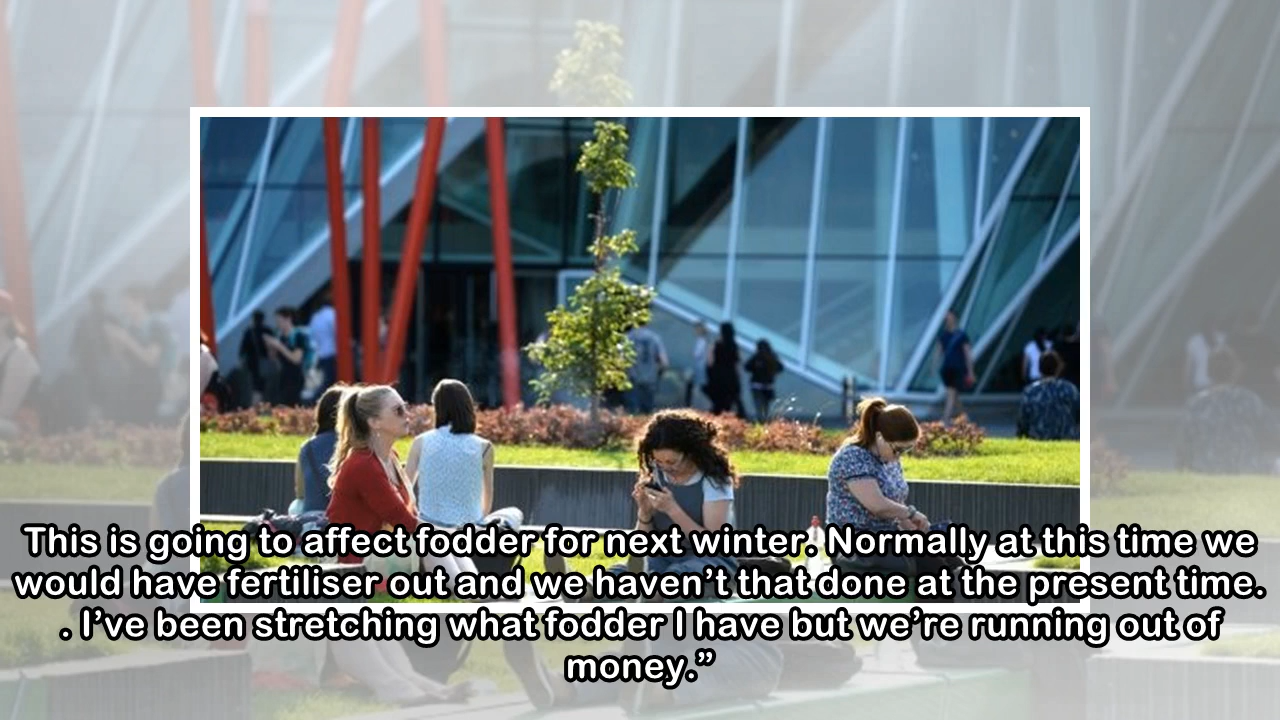 This is going to affect fodder for next winter. Normally at this time we
would have fertiliser out and we haven’t that done at the present time.
. I’ve been stretching what fodder I have but we’re running out of
money.”